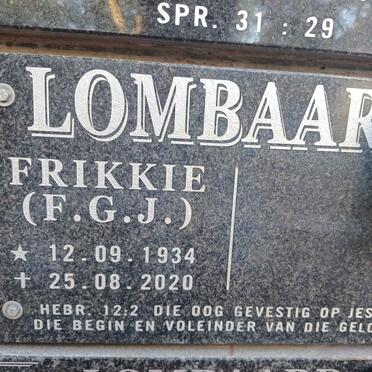 SPR. 31 : 29
LOMBAAR
FRIKKIE
(F.G.J.)
★ 12.09.1934
✝ 25.08.2020
HEBR. 12:2 DIE OOG GEVESTIG OP JES
DIE BEGIN EN VOLEINDER VAN DIE GELO